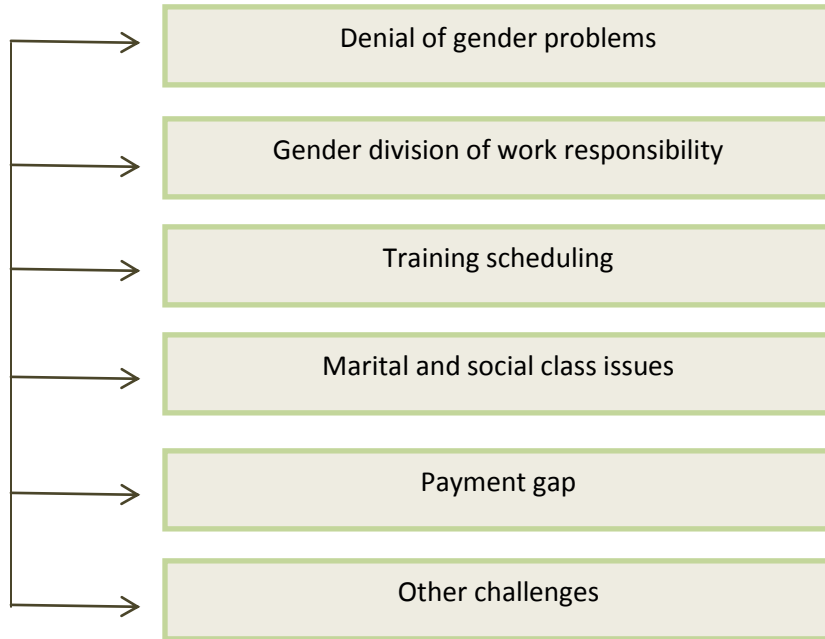 Denial of gender problems
Gender division of work responsibility
Training scheduling
Marital and social class issues
Payment gap
Other challenges